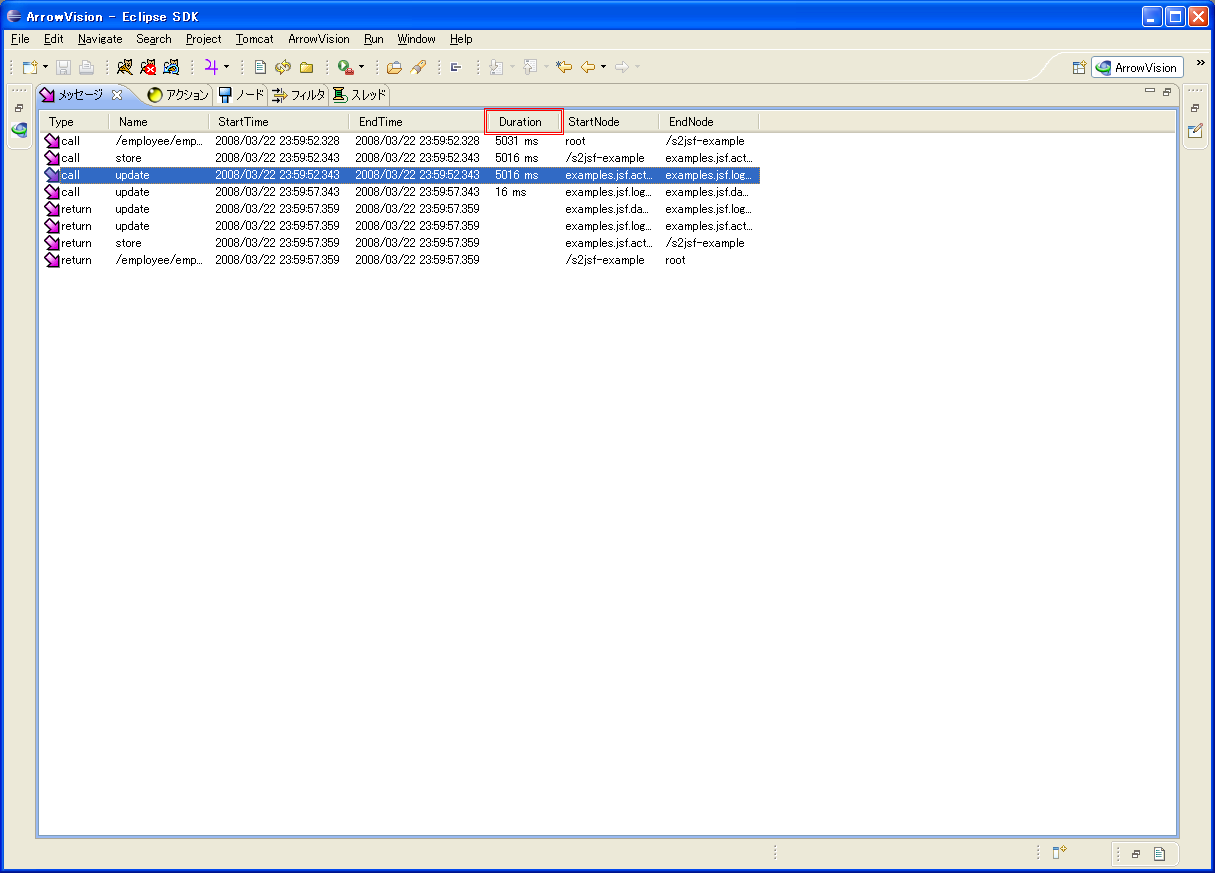 ArrowVision - Eclipse SDK
File Edit Navigate Search Project Tomcat ArrowVision Run Window Help
ArrowVision »
メッセージ アクション ノード フィルタ スレッド
Type Name StartTime EndTime Duration StartNode EndNode
call /employee/emp... 2008/03/22 23:59:52.328 2008/03/22 23:59:52.328 5031 ms root /s2jsf-example
call store 2008/03/22 23:59:52.343 2008/03/22 23:59:52.343 5016 ms /s2jsf-example examples.jsf.act...
call update 2008/03/22 23:59:52.343 2008/03/22 23:59:52.343 5016 ms examples.jsf.act... examples.jsf.log...
call update 2008/03/22 23:59:57.343 2008/03/22 23:59:57.343 16 ms examples.jsf.log... examples.jsf.da...
return update 2008/03/22 23:59:57.359 2008/03/22 23:59:57.359 examples.jsf.da... examples.jsf.log...
return update 2008/03/22 23:59:57.359 2008/03/22 23:59:57.359 examples.jsf.log... examples.jsf.act...
return store 2008/03/22 23:59:57.359 2008/03/22 23:59:57.359 examples.jsf.act... /s2jsf-example
return /employee/emp... 2008/03/22 23:59:57.359 2008/03/22 23:59:57.359 /s2jsf-example root